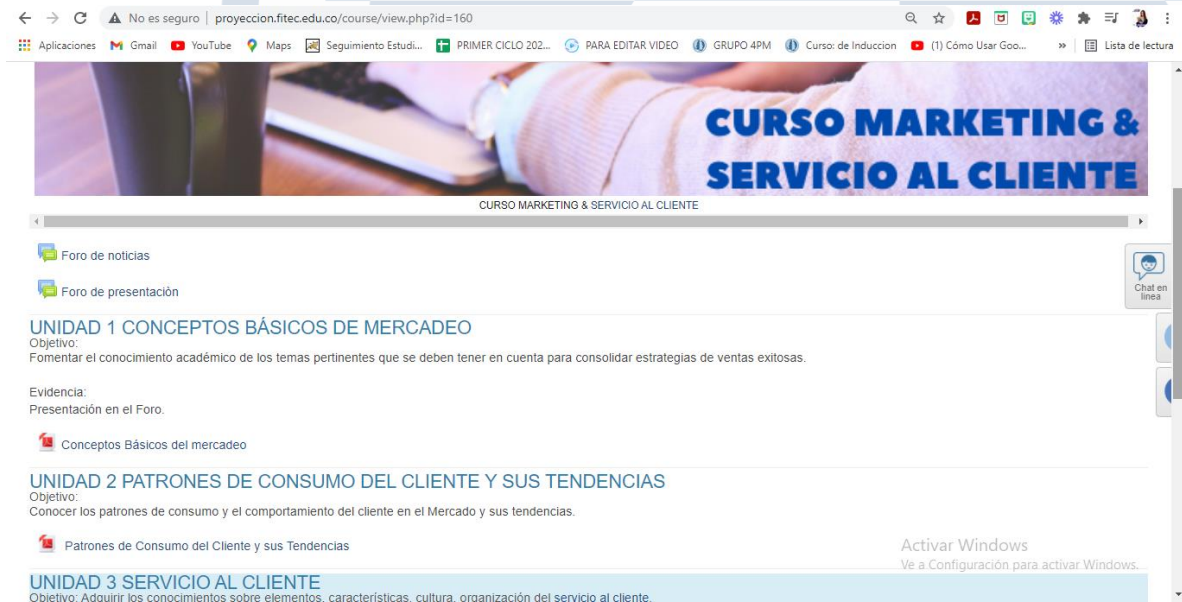 No es seguro | proyeccion.fitec.edu.co/course/view.php?id=160
Aplicaciones Gmail YouTube Maps Seguimiento Estudi... PRIMER CICLO 202... PARA EDITAR VIDEO GRUPO 4PM Curso: de Induccion (1) Cómo Usar Goo... » Lista de lectura
CURSO MARKETING &
SERVICIO AL CLIENTE
CURSO MARKETING & SERVICIO AL CLIENTE
Foro de noticias
Chat en
línea
Foro de presentación
UNIDAD 1 CONCEPTOS BÁSICOS DE MERCADEO
Objetivo:
Fomentar el conocimiento académico de los temas pertinentes que se deben tener en cuenta para consolidar estrategias de ventas exitosas.
Evidencia:
Presentación en el Foro.
Conceptos Básicos del mercadeo
UNIDAD 2 PATRONES DE CONSUMO DEL CLIENTE Y SUS TENDENCIAS
Objetivo:
Conocer los patrones de consumo y el comportamiento del cliente en el Mercado y sus tendencias.
Patrones de Consumo del Cliente y sus Tendencias
Activar Windows
Ve a Configuración para activar Windows.
UNIDAD 3 SERVICIO AL CLIENTE
Objetivo: Adquirir los conocimientos sobre elementos, características, cultura, organización del servicio al cliente.